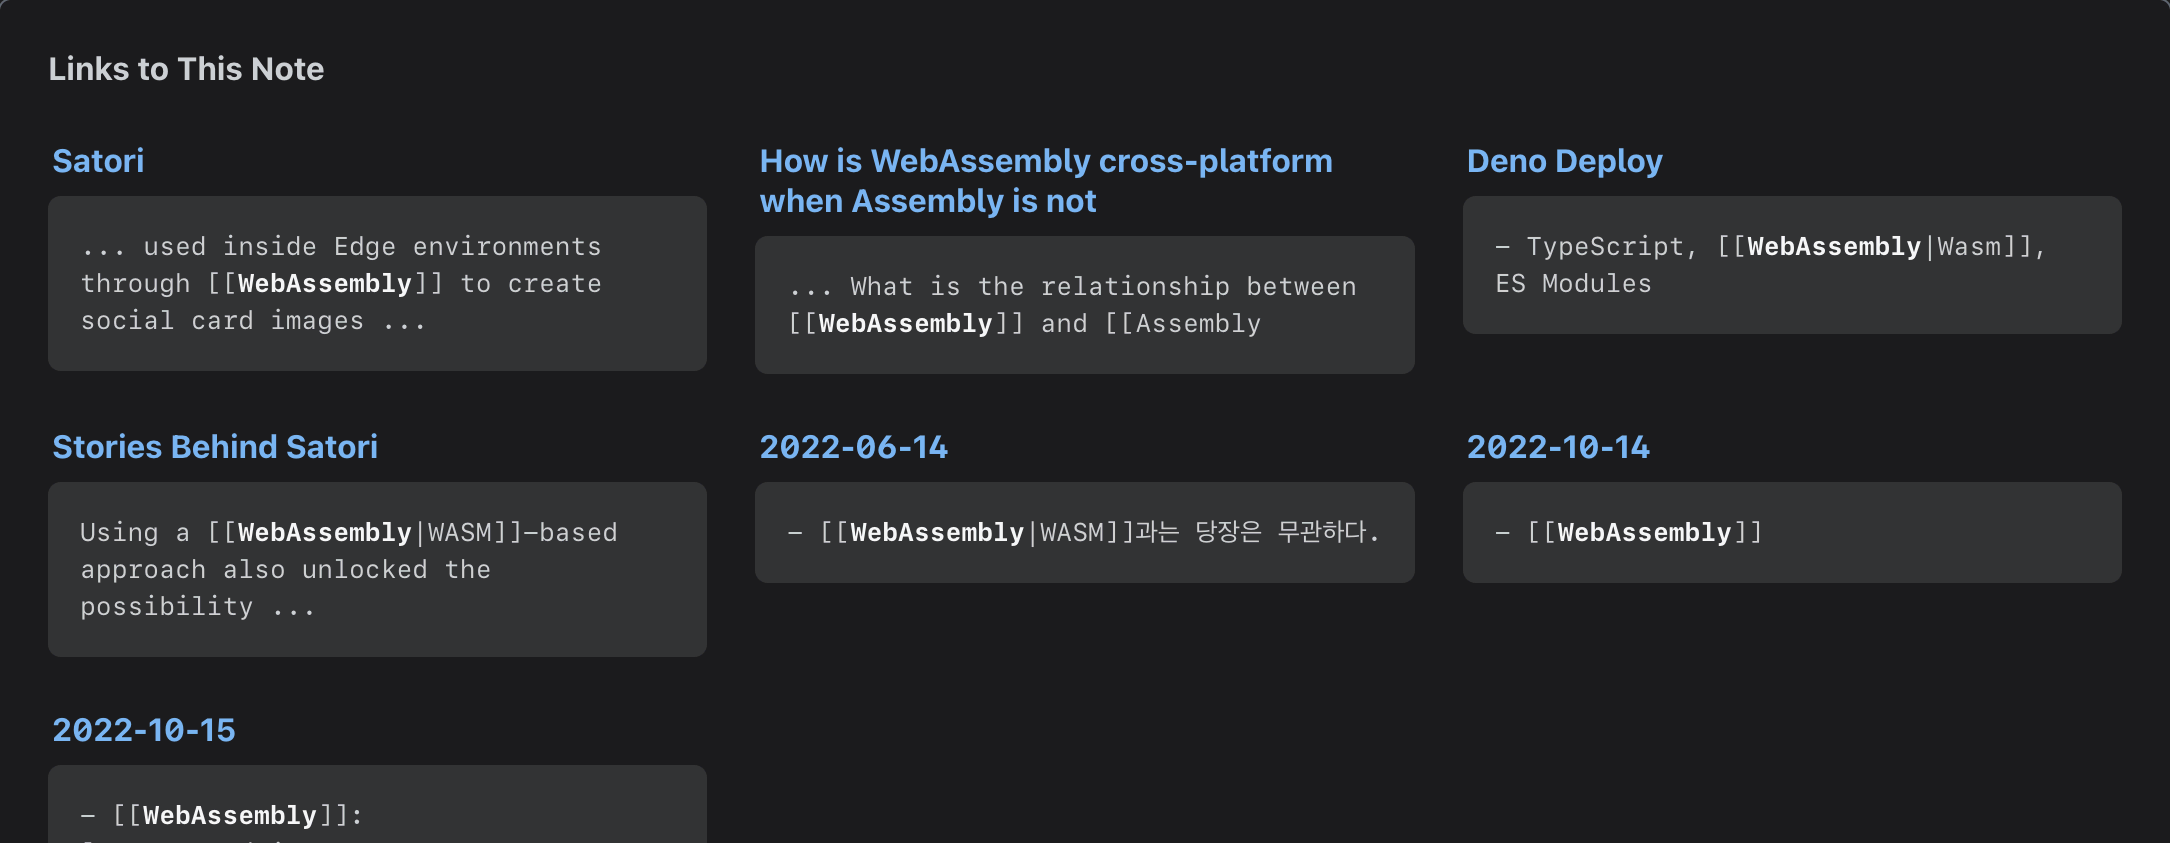 Links to This Note
Satori
... used inside Edge environments
through [[WebAssembly]] to create
social card images ...
How is WebAssembly cross-platform
when Assembly is not
... What is the relationship between
[[WebAssembly]] and [[Assembly
Deno Deploy
– TypeScript, [[WebAssembly|Wasm]],
ES Modules
Stories Behind Satori
Using a [[WebAssembly|WASM]]-based
approach also unlocked the
possibility ...
2022-06-14
– [[WebAssembly|WASM]]과는 당장은 무관하다.
2022-10-14
– [[WebAssembly]]
2022-10-15
– [[WebAssembly]]: